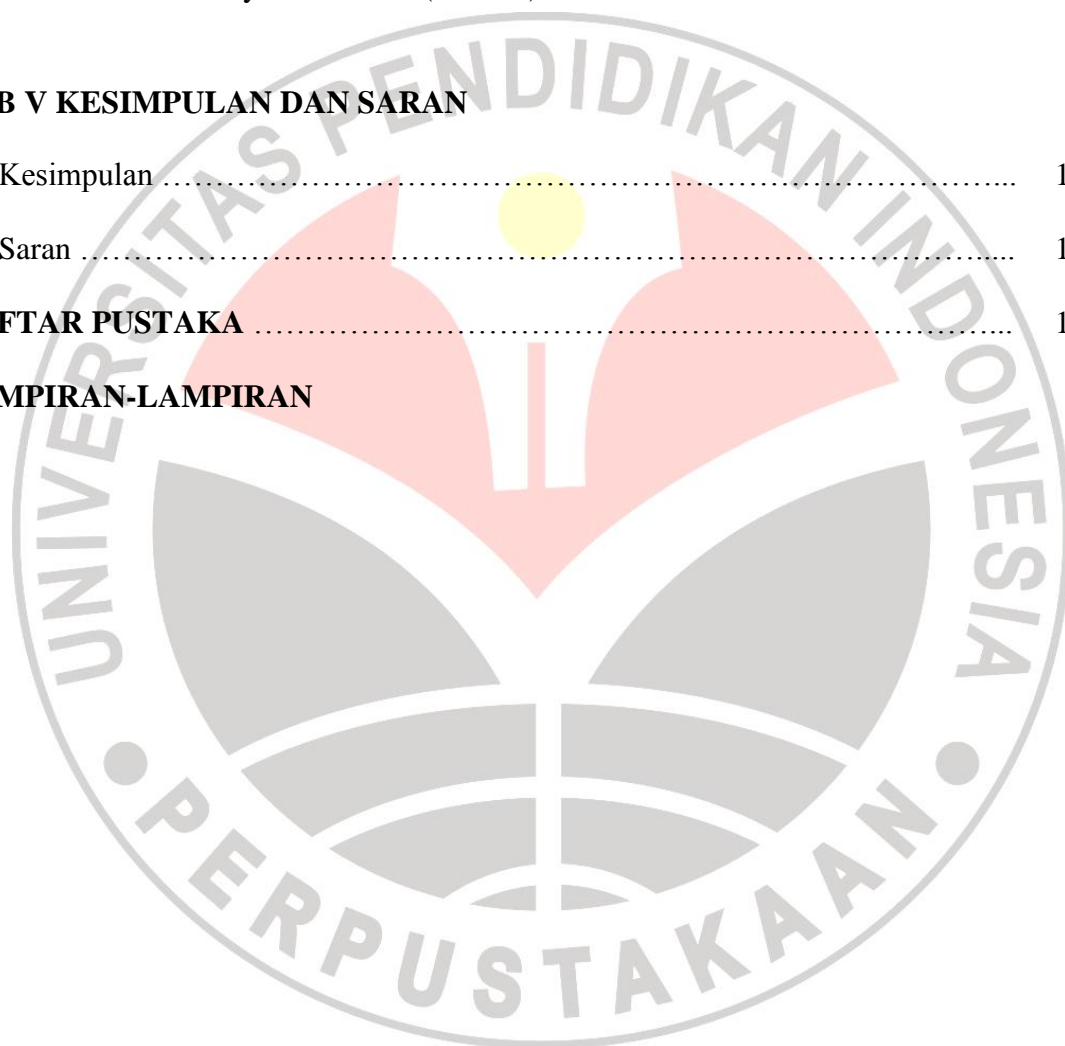 B V KESIMPULAN DAN SARAN
Kesimpulan ……………………………………………………………………... 1
Saran ……………………………………………………………………….... 1
FTAR PUSTAKA ……………………………………………………………... 1
MPIRAN-LAMPIRAN
UNIVERSITAS PENDIDIKAN INDONESIA
PERPUSTAKAAN